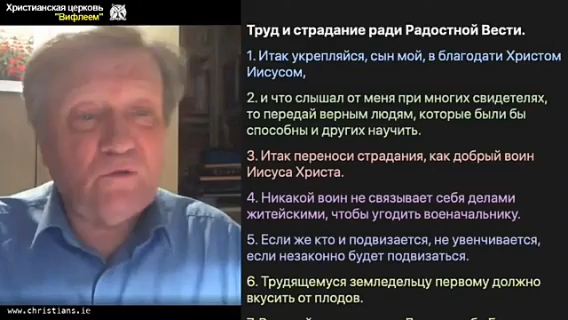 Христианская церковь
"Вифлеем"
Труд и страдание ради Радостной Вести.
1. Итак укрепляйся, сын мой, в благодати Христом
Иисусом,
2. и что слышал от меня при многих свидетелях,
то передай верным людям, которые были бы
способны и других научить.
3. Итак переноси страдания, как добрый воин
Иисуса Христа.
4. Никакой воин не связывает себя делами
житейскими, чтобы угодить военачальнику.
5. Если же кто и подвизается, не увенчивается,
если незаконно будет подвизаться.
6. Трудящемуся земледельцу первому должно
вкусить от плодов.
www.christians.ie